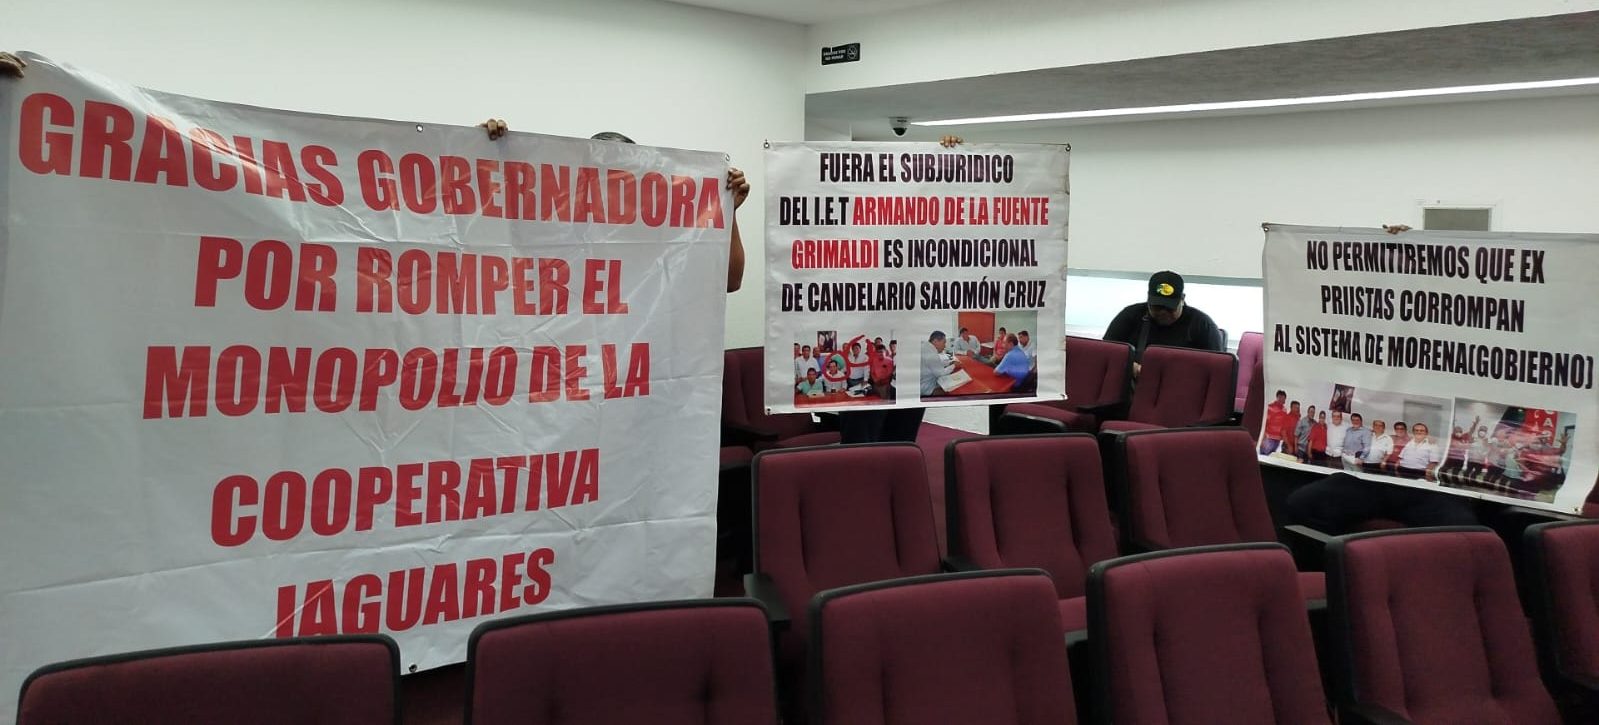 GRACIAS GOBERNADORA
POR ROMPER EL
MONOPOLIO DE LA
COOPERATIVA
JAGUARES
FUERA EL SUBJURIDICO
DEL I.E.T ARMANDO DE LA FUENTE
GRIMALDI ES INCONDICIONAL
DE CANDELARIO SALOMÓN CRUZ
NO PERMITIREMOS QUE EX
PRIISTAS CORROMPAN
AL SISTEMA DE MORENA(GOBIERNO)